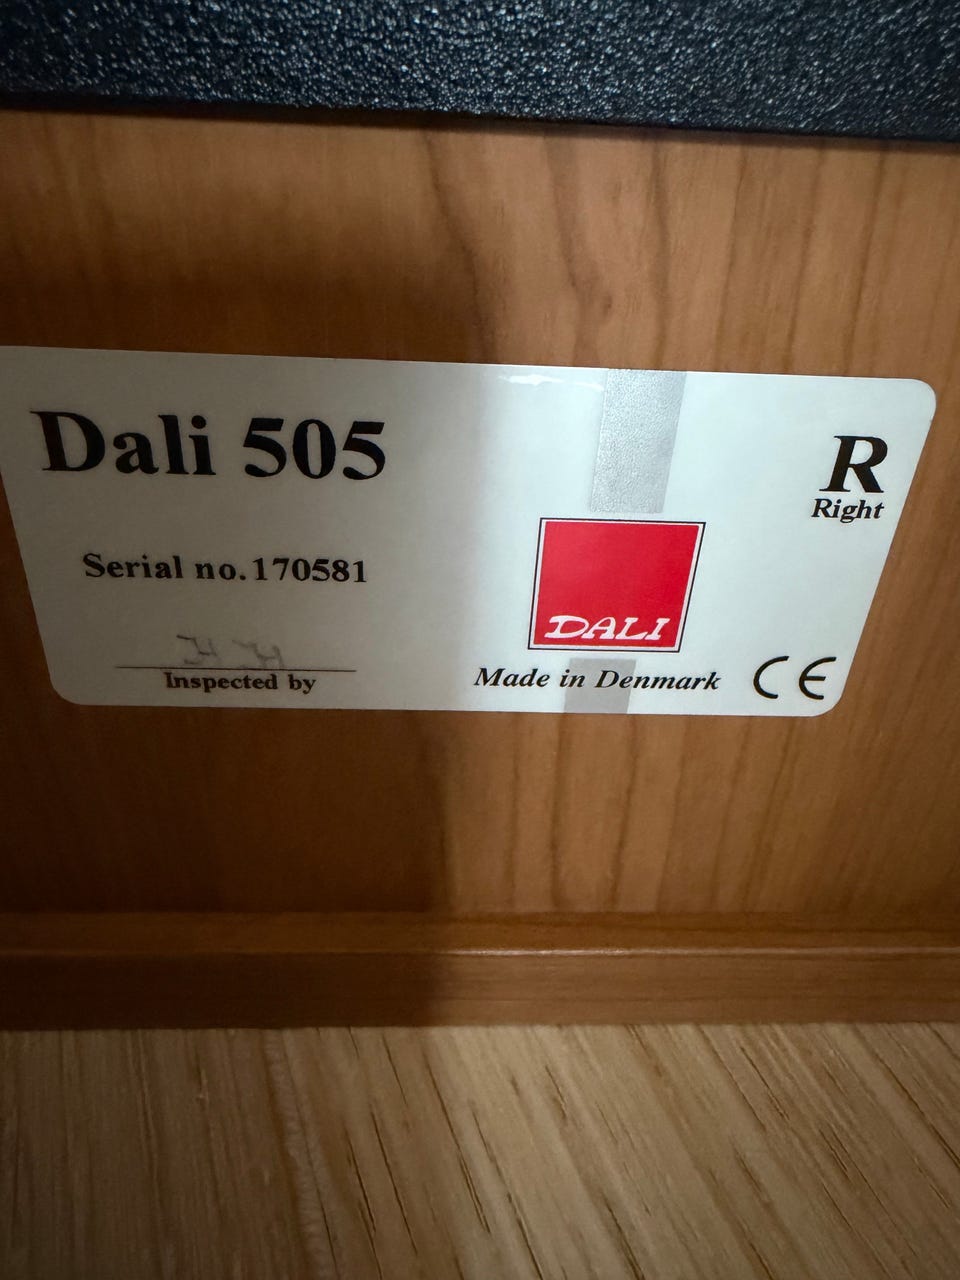 Dali 505
R
Right
Serial no.170581
DALI
Inspected by
Made in Denmark
CE